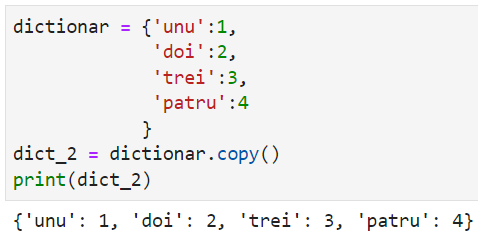 dictionar = {'unu':1,
'doi':2,
'trei':3,
'patru':4
}
dict_2 = dictionar.copy()
print(dict_2)
{'unu': 1, 'doi': 2, 'trei': 3, 'patru': 4}